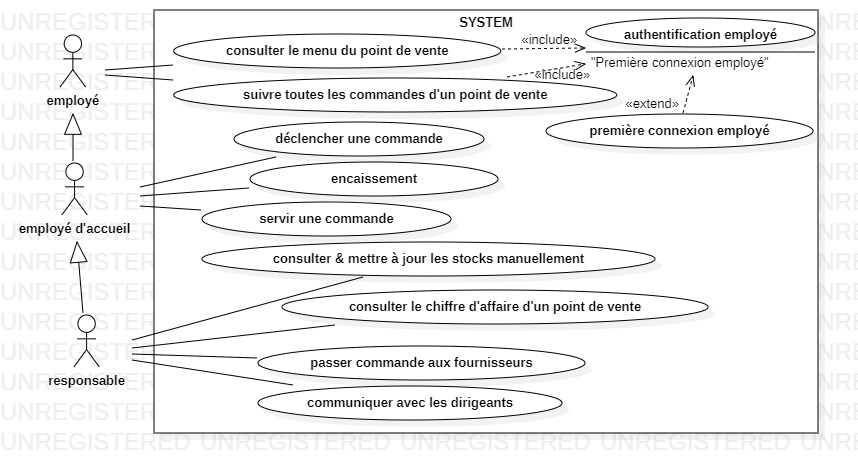 SYSTEM
consulter le menu du point de vente
«include»
authentification employé
"Première connexion employé"
suivre toutes les commandes d'un point de vente
«include»
employé
«extend»
première connexion employé
déclencher une commande
encaissement
servir une commande
employé d'accueil
consulter & mettre à jour les stocks manuellement
consulter le chiffre d'affaire d'un point de vente
passer commande aux fournisseurs
responsable
communiquer avec les dirigeants
UNREGISTERED UNREGISTERED UNREGISTERED UNREGISTERED